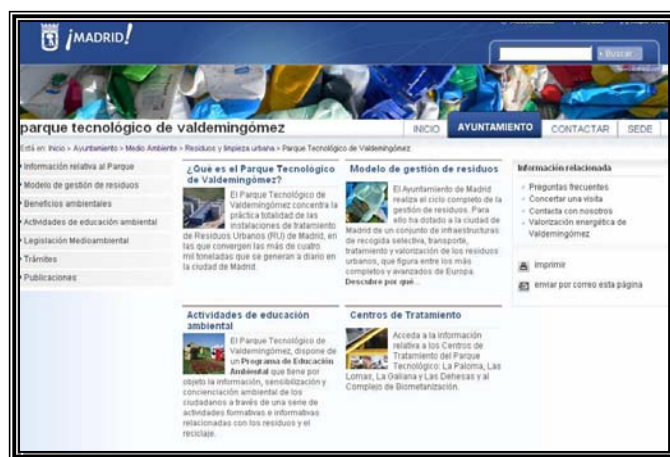 ¡MADRID!
Buscar
parque tecnológico de valdemingómez
INICIO AYUNTAMIENTO CONTACTAR SEDE
Está en: Inicio > Ayuntamiento > Medio Ambiente > Residuos y limpieza urbana > Parque Tecnológico de Valdemingómez
Información relativa al Parque
Modelo de gestión de residuos
Beneficios ambientales
Actividades de educación ambiental
Legislación Medioambiental
Trámites
Publicaciones
¿Qué es el Parque Tecnológico
de Valdemingómez?
El Parque Tecnológico de
Valdemingómez concentra la
práctica totalidad de las
instalaciones de tratamiento
de Residuos Urbanos (RU) de Madrid, en
las que convergen las más de cuatro
mil toneladas que se generan a diario en
la ciudad de Madrid.
Modelo de gestión de residuos
El Ayuntamiento de Madrid
realiza el ciclo completo de la
gestión de residuos. Para
ello ha dotado a la ciudad de
Madrid de un conjunto de infraestructuras
de recogida selectiva, transporte,
tratamiento y valorización de los residuos
urbanos, que figura entre los más
completos y avanzados de Europa.
Descubre por qué...
Actividades de educación
ambiental
El Parque Tecnológico de
Valdemingómez, dispone de
un Programa de Educación
Ambiental que tiene por
objeto la información, sensibilización y
concienciación ambiental de los
ciudadanos a través de una serie de
actividades formativas e informativas
relacionadas con los residuos y el
reciclaje.
Centros de Tratamiento
Acceda a la información
relativa a los Centros de
Tratamiento del Parque
Tecnológico: La Paloma, Las
Lomas, La Galiana y Las Dehesas y al
Complejo de Biometanización.
Información relacionada
Preguntas frecuentes
Concertar una visita
Contacta con nosotros
Valorización energética de
Valdemingómez
imprimir
enviar por correo esta página